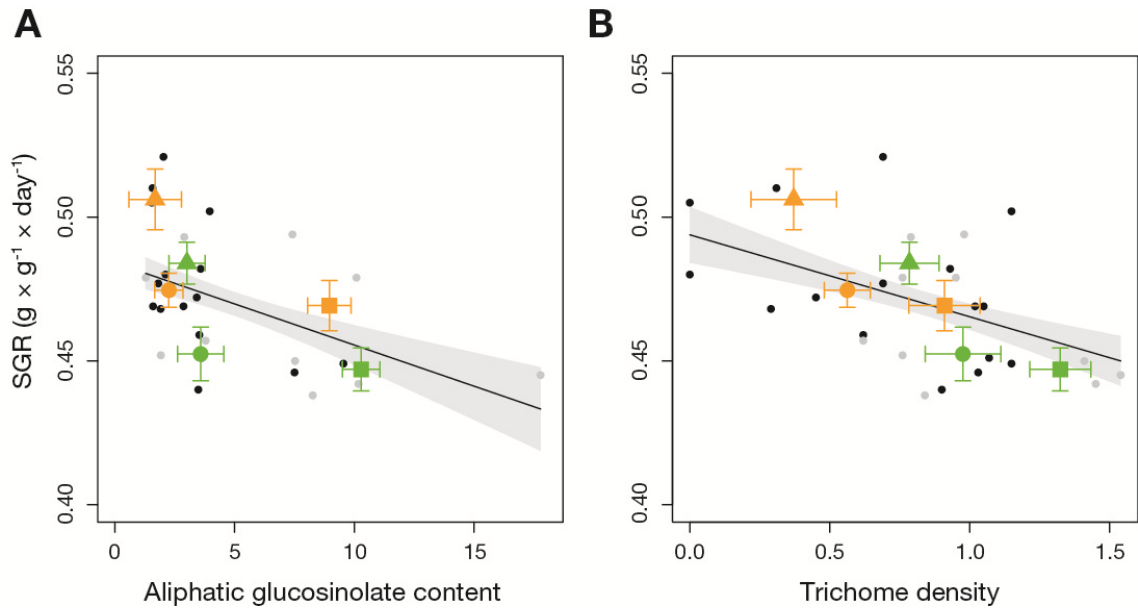 A
B
SGR (g × g⁻¹ × day⁻¹)
0.55
0.50
0.45
0.40
0 5 10 15
Aliphatic glucosinolate content
0.55
0.50
0.45
0.40
0.0 0.5 1.0 1.5
Trichome density